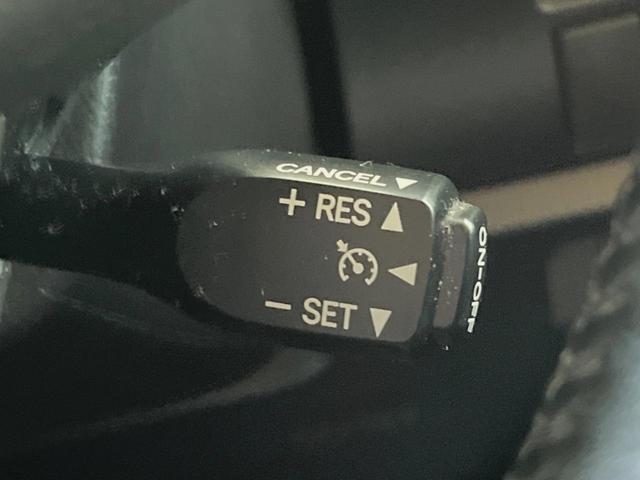 CANCEL
+ RES
- SET
ON-OFF